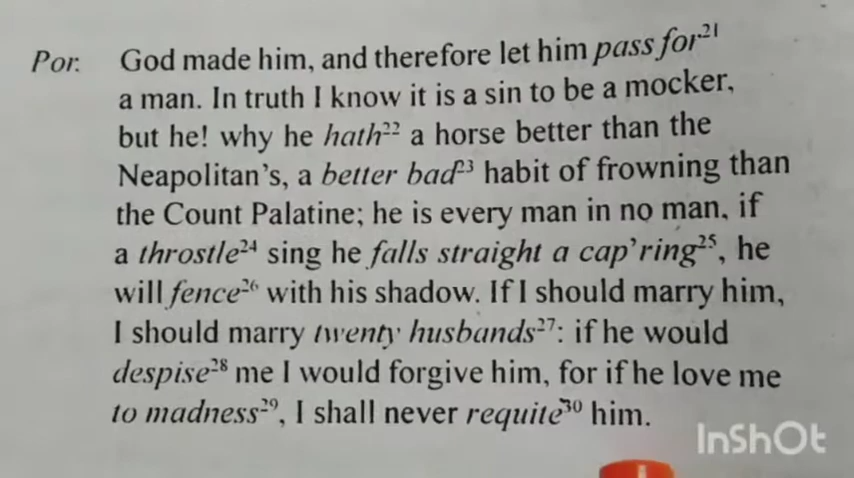 Por. God made him, and therefore let him pass for²¹
a man. In truth I know it is a sin to be a mocker,
but he! why he hath²² a horse better than the
Neapolitan's, a better bad²³ habit of frowning than
the Count Palatine; he is every man in no man, if
a throstle²⁴ sing he falls straight a cap'ring²⁵, he
will fence²⁶ with his shadow. If I should marry him,
I should marry twenty husbands²⁷: if he would
despise²⁸ me I would forgive him, for if he love me
to madness²⁹, I shall never requite³⁰ him.
InShOt